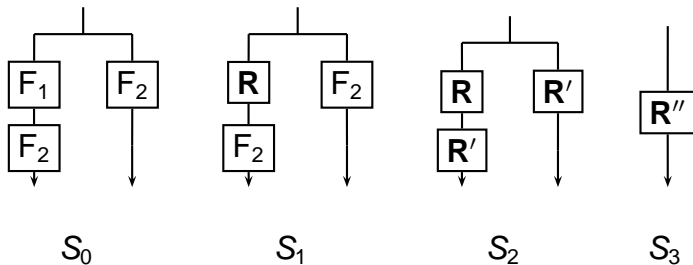 F₁ F₂ R F₂ R R′ R″
F₂ F₂ R′
S₀ S₁ S₂ S₃